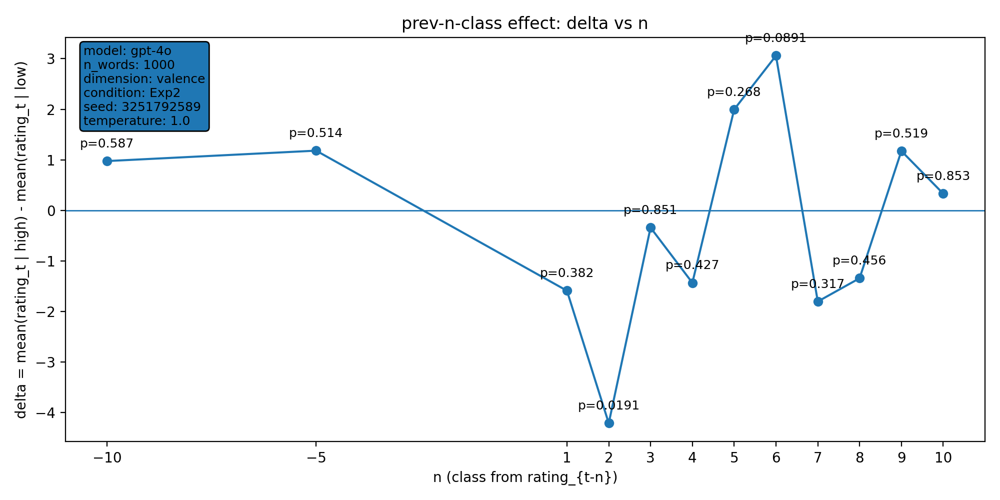 prev-n-class effect: delta vs n
model: gpt-4o
n_words: 1000
dimension: valence
condition: Exp2
seed: 3251792589
temperature: 1.0
delta = mean(rating_t | high) - mean(rating_t | low)
3
2
1
0
−1
−2
−3
−4
p=0.587
p=0.514
p=0.382
p=0.0191
p=0.851
p=0.427
p=0.268
p=0.0891
p=0.317
p=0.456
p=0.519
p=0.853
−10
−5
1
2
3
4
5
6
7
8
9
10
n (class from rating_{t-n})